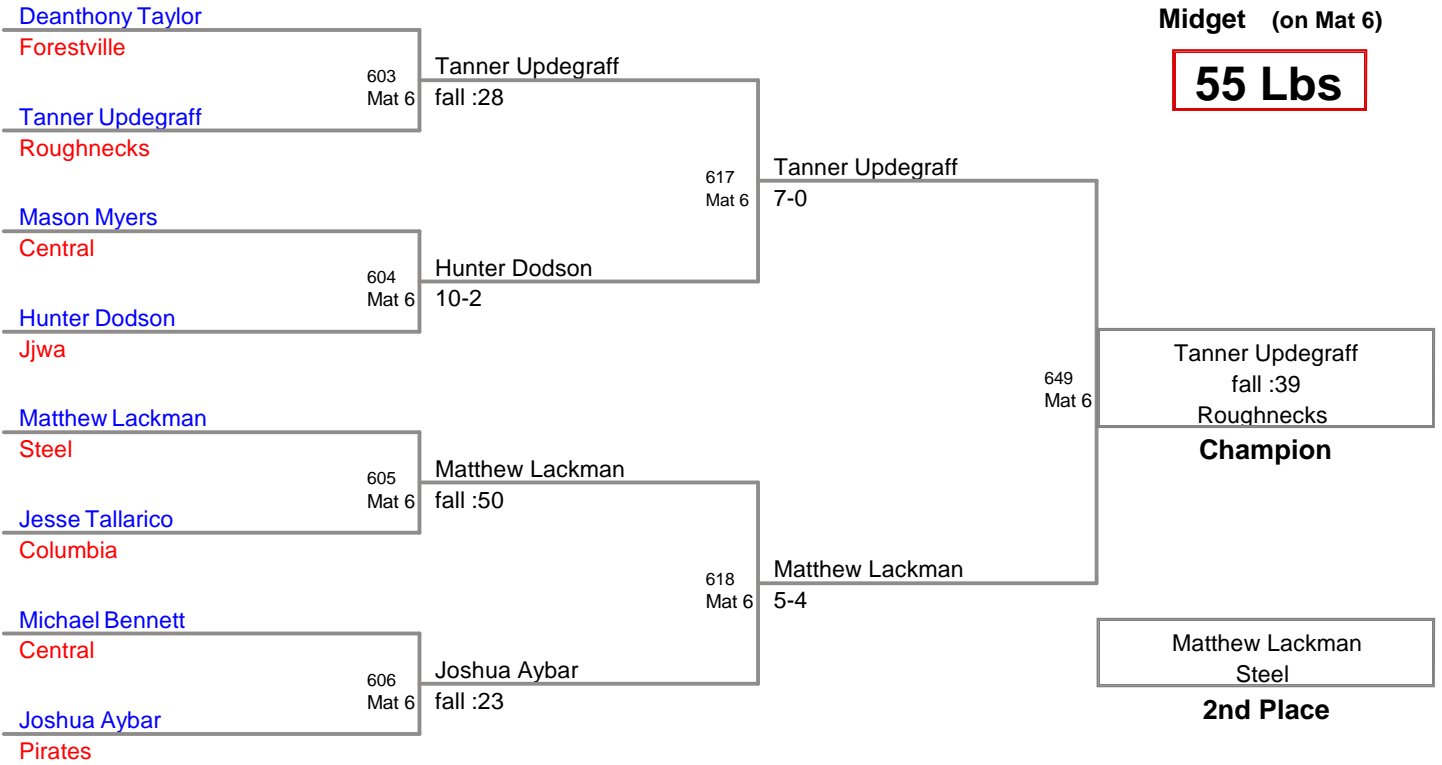 Deanthony Taylor
Forestville
603
Mat 6
Tanner Updegraff
fall :28
Tanner Updegraff
Roughnecks
617
Mat 6
Tanner Updegraff
7-0
Mason Myers
Central
604
Mat 6
Hunter Dodson
10-2
Hunter Dodson
Jjwa
Matthew Lackman
Steel
605
Mat 6
Matthew Lackman
fall :50
Jesse Tallarico
Columbia
618
Mat 6
Matthew Lackman
5-4
Michael Bennett
Central
606
Mat 6
Joshua Aybar
fall :23
Joshua Aybar
Pirates
Midget (on Mat 6)
55 Lbs
649
Mat 6
Tanner Updegraff
fall :39
Roughnecks
Champion
Matthew Lackman
Steel
2nd Place